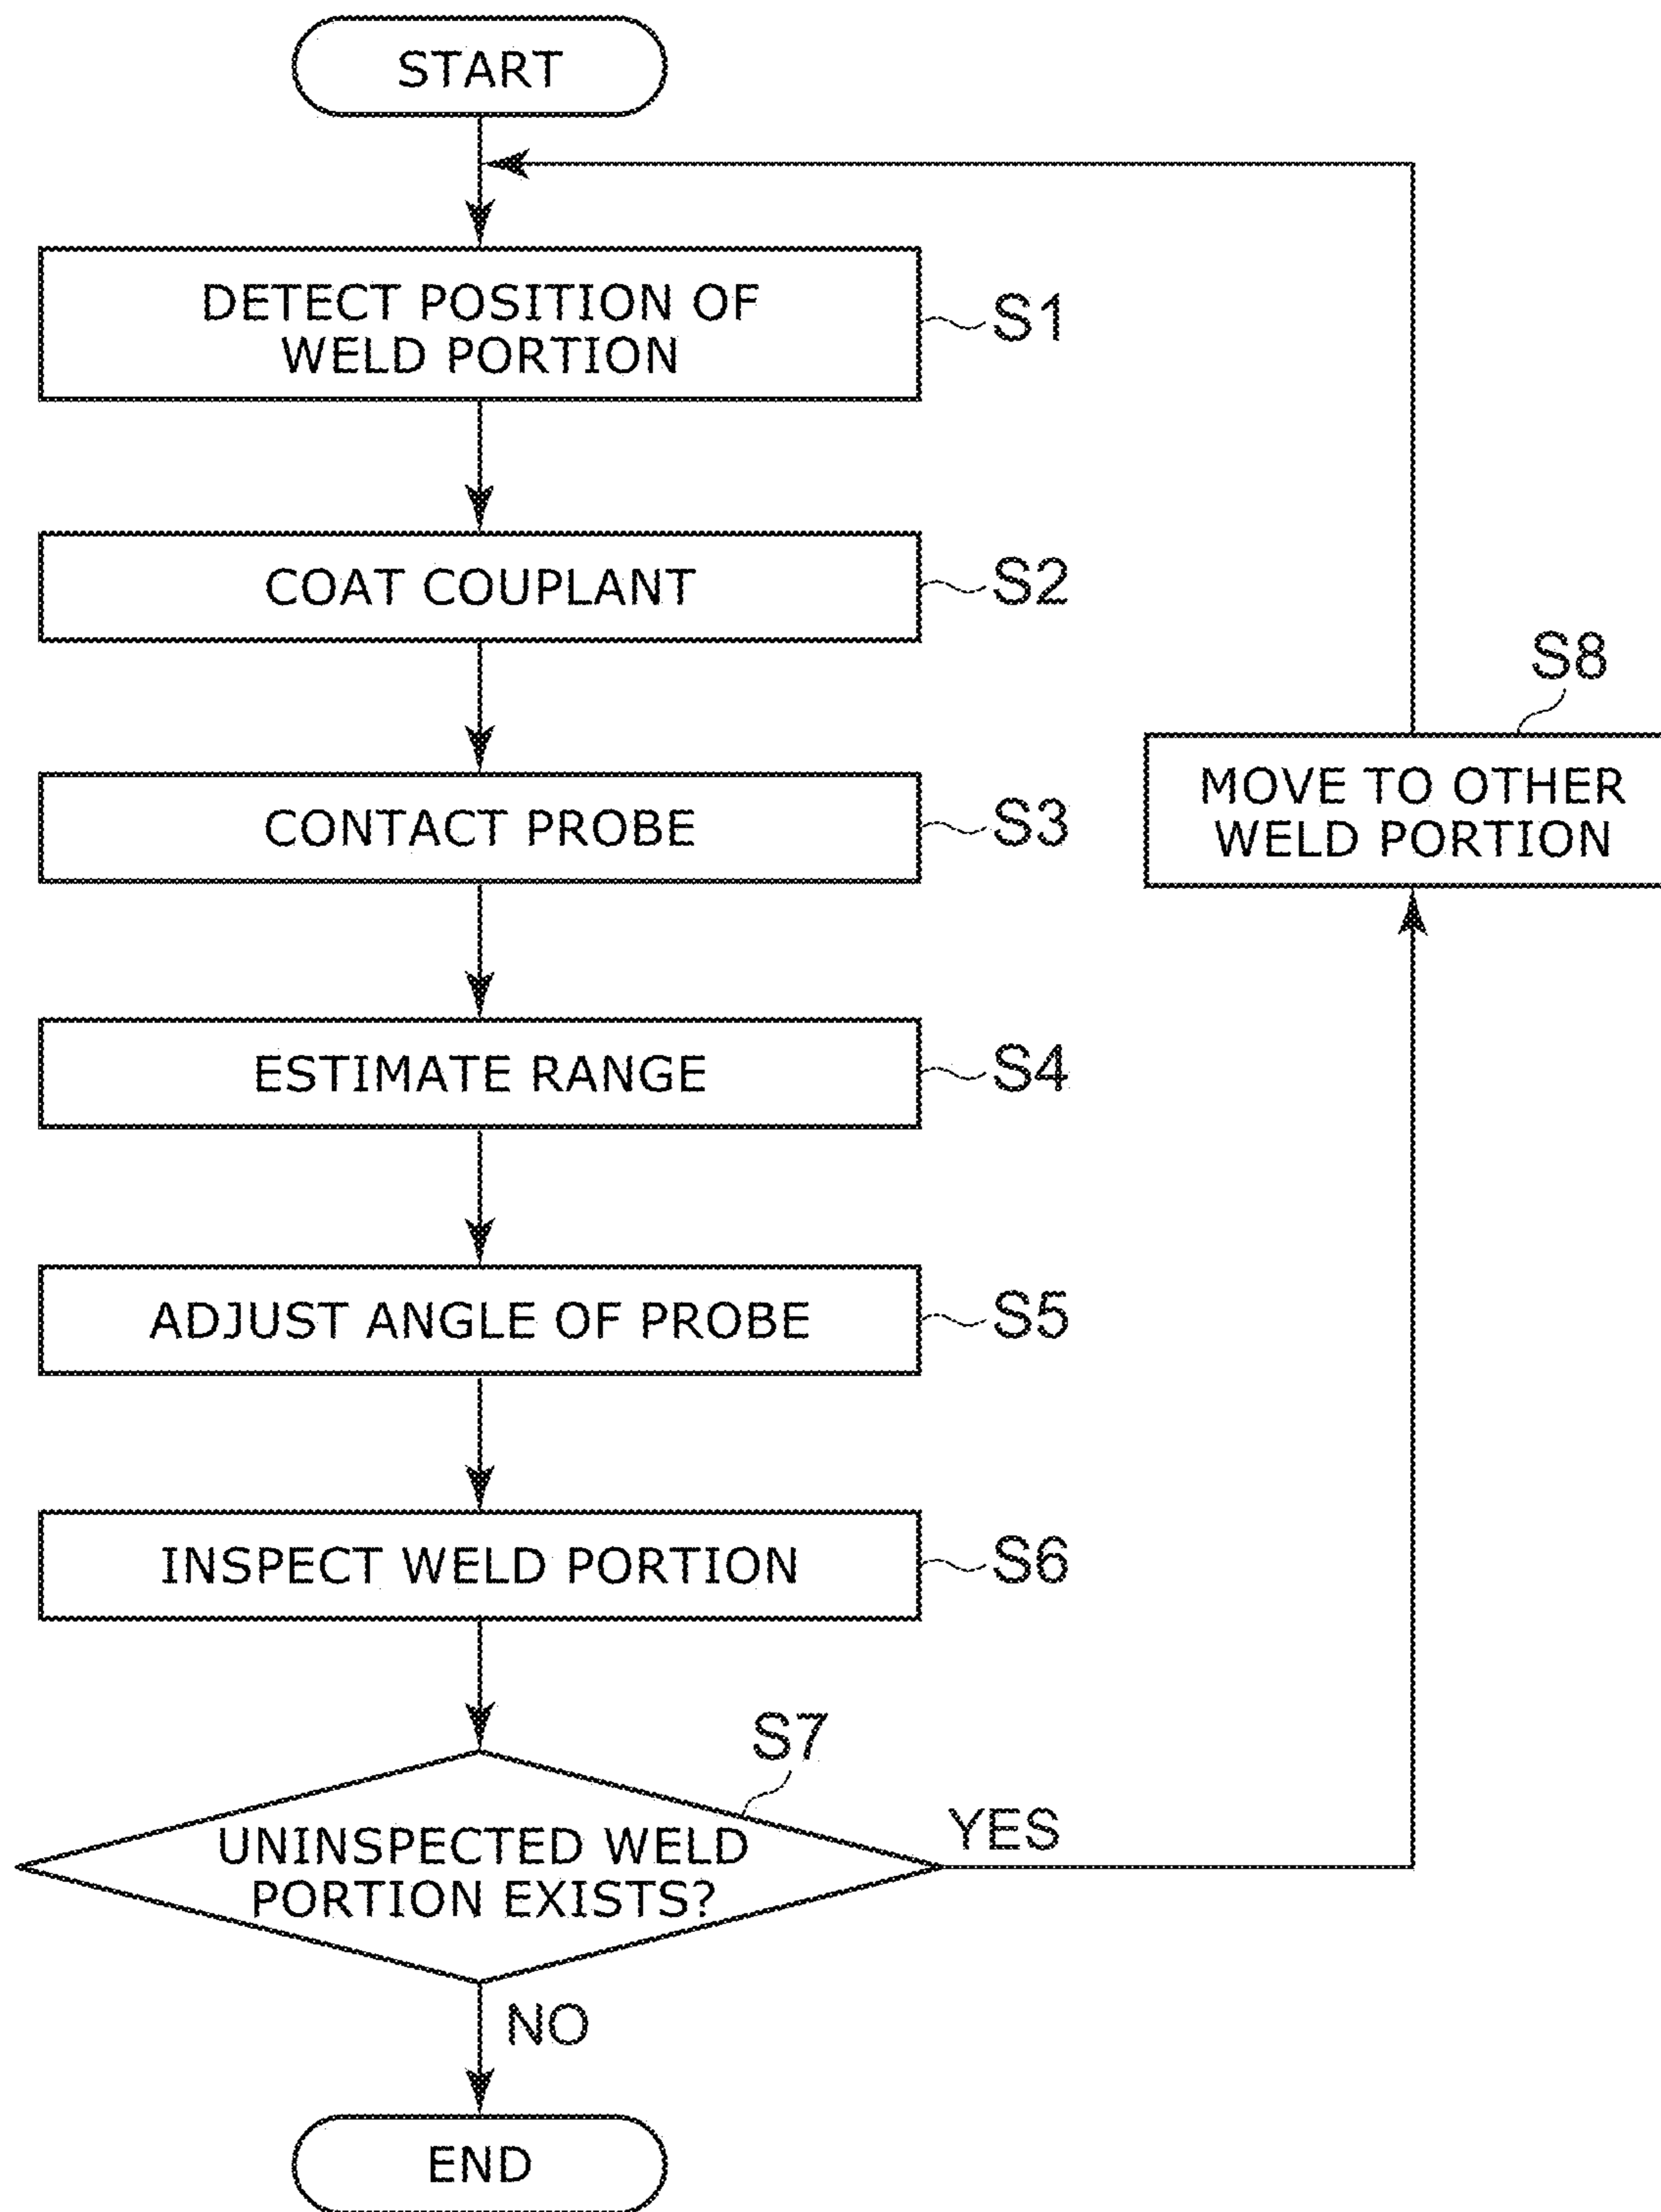 START
DETECT POSITION OF
WELD PORTION
S1
COAT COUPLANT
S2
CONTACT PROBE
S3
ESTIMATE RANGE
S4
ADJUST ANGLE OF PROBE
S5
INSPECT WELD PORTION
S6
S7
UNINSPECTED WELD
PORTION EXISTS?
YES
S8
MOVE TO OTHER
WELD PORTION
NO
END